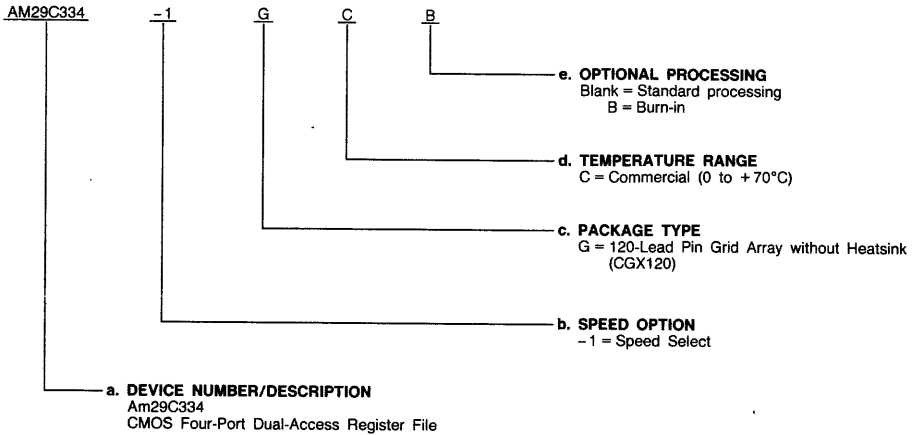 AM29C334 -1 G C B
e. OPTIONAL PROCESSING
Blank = Standard processing
B = Burn-in
d. TEMPERATURE RANGE
C = Commercial (0 to +70°C)
c. PACKAGE TYPE
G = 120-Lead Pin Grid Array without Heatsink
(CGX120)
b. SPEED OPTION
-1 = Speed Select
a. DEVICE NUMBER/DESCRIPTION
Am29C334
CMOS Four-Port Dual-Access Register File